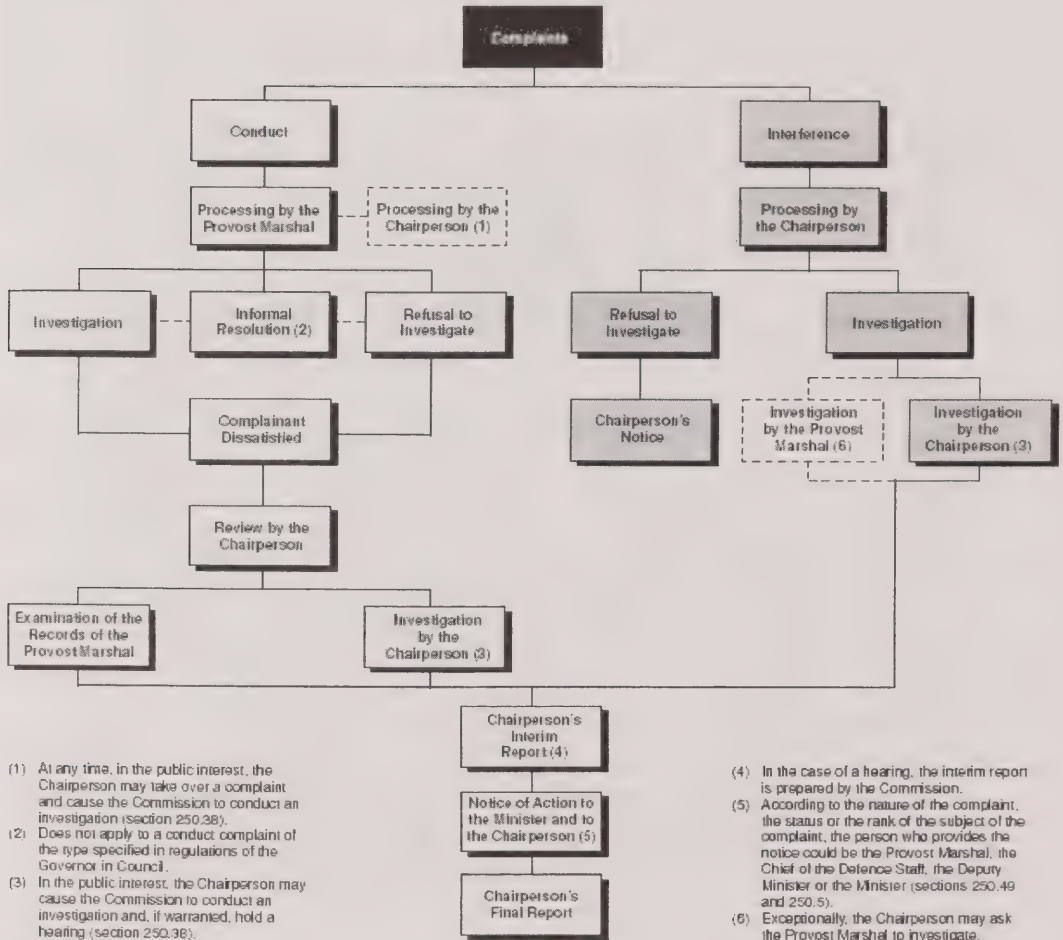 Complaints
Conduct
Interference
Processing by the
Provost Marshal
Processing by the
Chairperson (1)
Processing by
the Chairperson
Investigation
Informal
Resolution (2)
Refusal to
Investigate
Refusal to
Investigate
Investigation
Complainant
Dissatisfied
Chairperson's
Notice
Investigation
by the Provost
Marshal (6)
Investigation
by the
Chairperson (3)
Review by the
Chairperson
Examination of the
Records of the
Provost Marshal
Investigation
by the
Chairperson (3)
Chairperson's
Interim
Report (4)
Notice of Action to
the Minister and to
the Chairperson (5)
Chairperson's
Final Report
(1) At any time, in the public interest, the
Chairperson may take over a complaint
and cause the Commission to conduct an
investigation (section 250.38).
(2) Does not apply to a conduct complaint of
the type specified in regulations of the
Governor in Council.
(3) In the public interest, the Chairperson may
cause the Commission to conduct an
investigation and, if warranted, hold a
hearing (section 250.38).
(4) In the case of a hearing, the interim report
is prepared by the Commission.
(5) According to the nature of the complaint,
the status or the rank of the subject of the
complaint, the person who provides the
notice could be the Provost Marshal, the
Chief of the Defence Staff, the Deputy
Minister or the Minister (sections 250.49
and 250.5).
(6) Exceptionally, the Chairperson may ask
the Provost Marshal to investigate.